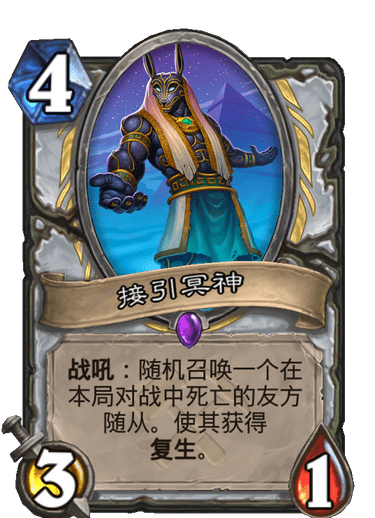 4
接引冥神
战吼：随机召唤一个在
本局对战中死亡的友方
随从。使其获得
复生。
3
1